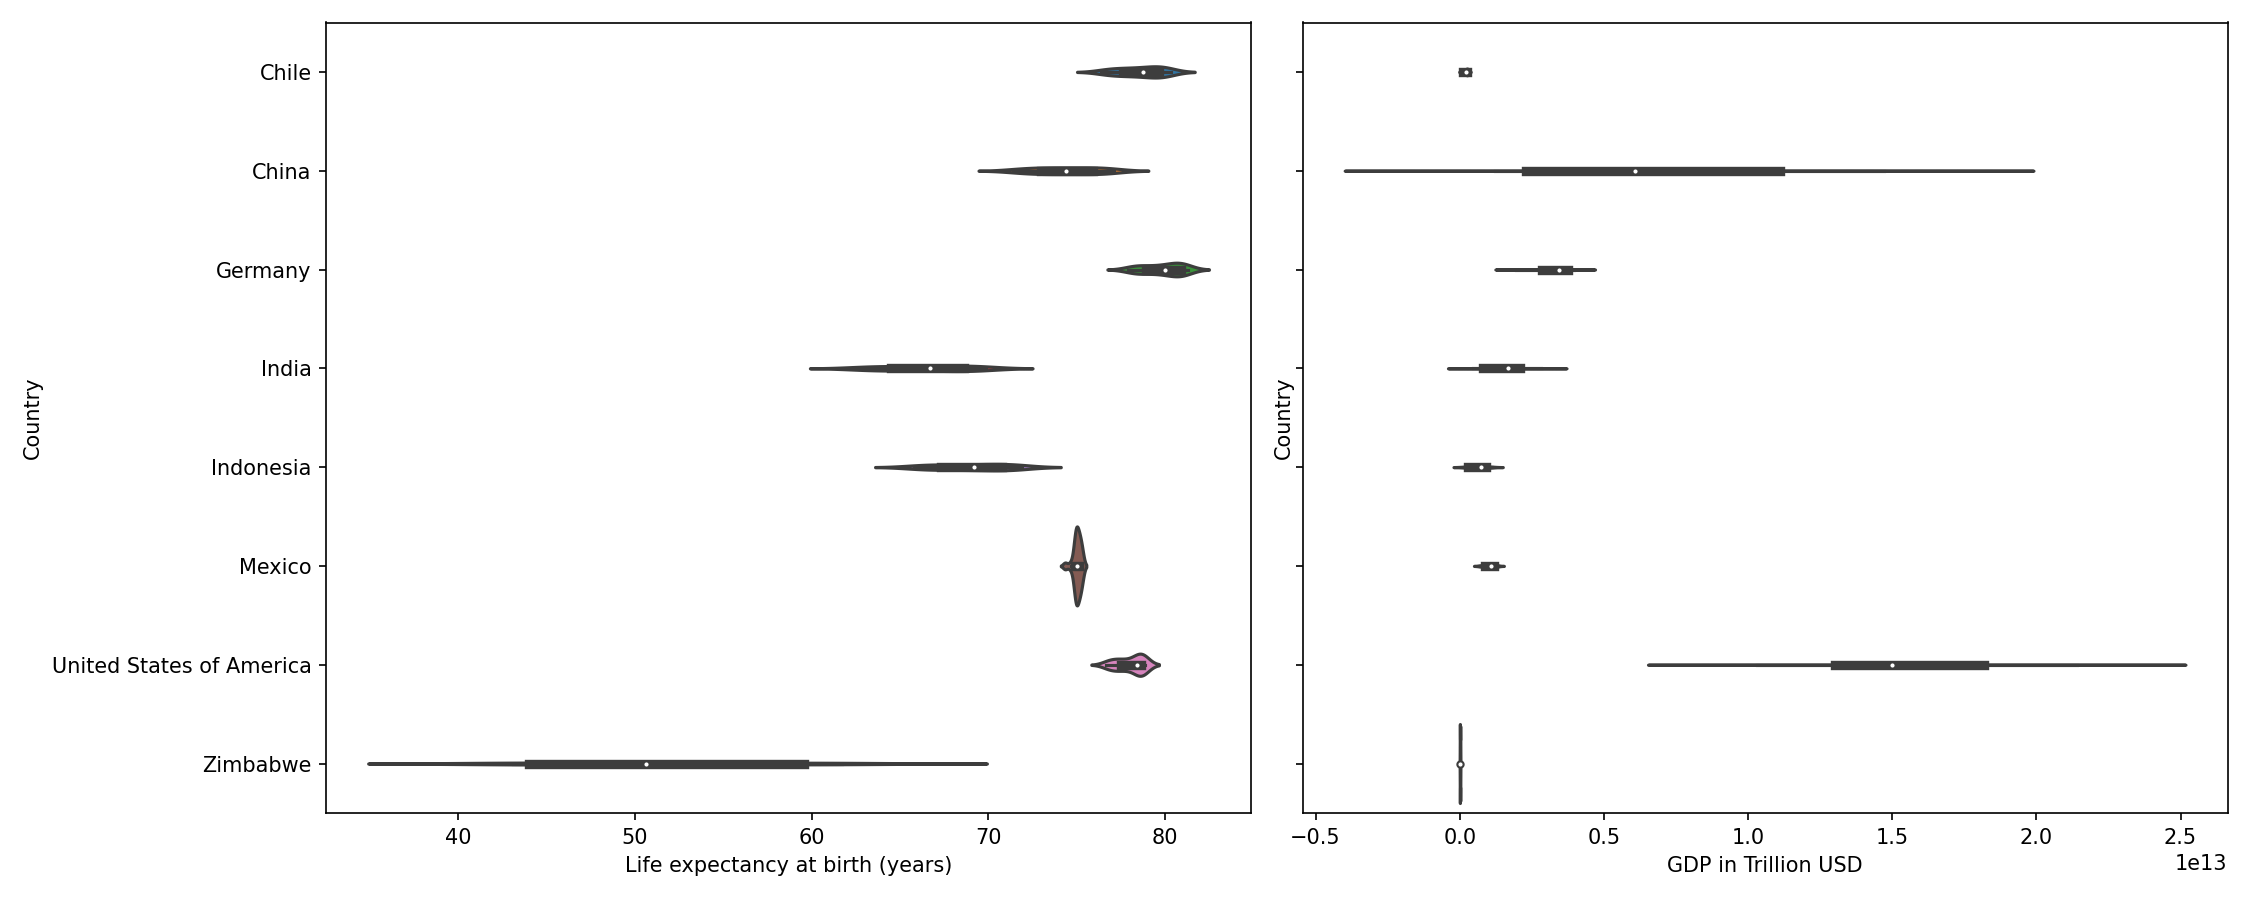 Chile
China
Germany
India
Indonesia
Mexico
United States of America
Zimbabwe
Country
40 50 60 70 80
Life expectancy at birth (years)
Country
−0.5 0.0 0.5 1.0 1.5 2.0 2.5
1e13
GDP in Trillion USD